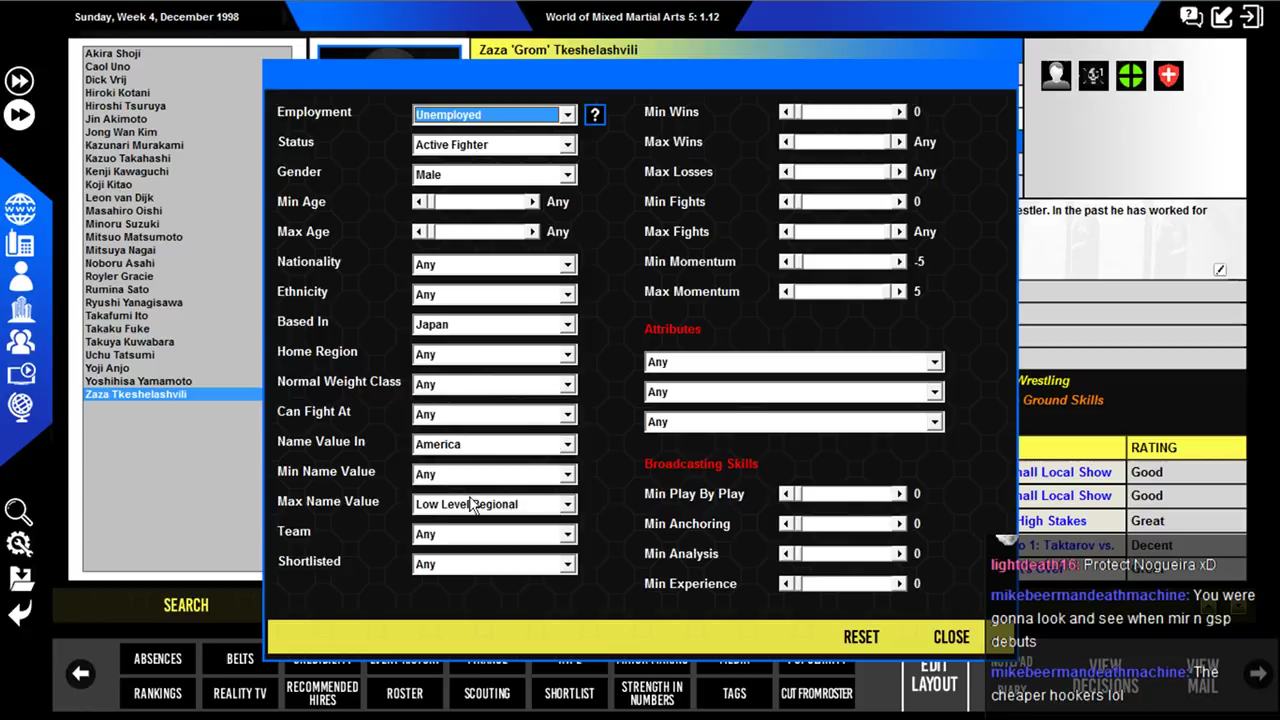 Sunday, Week 4, December 1998
World of Mixed Martial Arts 5: 1.12
Akira Shoji
Caol Uno
Dick Vrij
Hiroki Kotani
Hiroshi Tsuruya
Jin Akimoto
Jong Wan Kim
Kazunari Murakami
Kazuo Takahashi
Kenji Kawaguchi
Koji Kitao
Leon van Dijk
Masahiro Oishi
Minoru Suzuki
Mitsuo Matsumoto
Mitsuya Nagai
Noboru Asahi
Royler Gracie
Rumina Sato
Ryushi Yanagisawa
Takafumi Ito
Takaku Fuke
Takuya Kuwabara
Uchu Tatsumi
Yoji Anjo
Yoshihisa Yamamoto
Zaza Tkeshelashvili
SEARCH
Zaza 'Grom' Tkeshelashvili
Employment Unemployed ?
Status Active Fighter
Gender Male
Min Age Any
Max Age Any
Nationality Any
Ethnicity Any
Based In Japan
Home Region Any
Normal Weight Class Any
Can Fight At Any
Name Value In America
Min Name Value Any
Max Name Value Low Level Regional
Team Any
Shortlisted Any
Min Wins 0
Max Wins Any
Max Losses Any
Min Fights 0
Max Fights Any
Min Momentum -5
Max Momentum 5
Attributes
Any
Any
Any
Broadcasting Skills
Min Play By Play 0
Min Anchoring 0
Min Analysis 0
Min Experience 0
RESET CLOSE
estler. In the past he has worked for
Wrestling
Ground Skills
RATING
mall Local Show Good
mall Local Show Good
High Stakes Great
o 1: Taktarov vs. Decent
lightdeath16: Protect Nogueira xD
mikebeermandeathmachine: You were
gonna look and see when mir n gsp
debuts
mikebeermandeathmachine: The
cheaper hookers lol
ABSENCES BELTS
RANKINGS REALITY TV RECOMMENDED HIRES ROSTER SCOUTING SHORTLIST STRENGTH IN NUMBERS TAGS CUT FROM ROSTER
EDIT LAYOUT
VIEW DECISIONS
VIEW MAIL